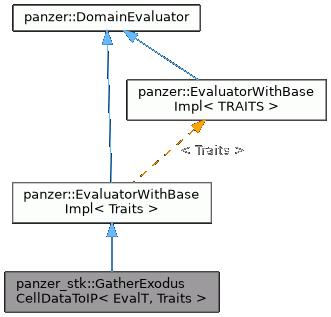 panzer::DomainEvaluator
panzer::EvaluatorWithBase
Impl< TRAITS >
< Traits >
panzer::EvaluatorWithBase
Impl< Traits >
panzer_stk::GatherExodus
CellDataToIP< EvalT, Traits >